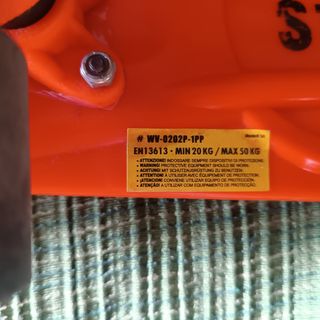 # WV-0202P-1PP
EN13613 - MIN 20 KG / MAX 50 KG
- ATTENZIONE! INDOSSARE SEMPRE DISPOSITIVI DI PROTEZIONE.
- WARNING! PROTECTIVE EQUIPMENT SHOULD BE WORN.
- ACHTUNG! MIT SCHUTZAUSRÜSTUNG ZU BENUTZEN.
- ATTENTION! À UTILISER AVEC ÉQUIPEMENT DE PROTECTION.
- ¡ATENCIÓN! CONVIENE UTILIZAR EQUIPO DE PROTECCIÓN.
- ATENÇÃO! A UTILIZAR COM EQUIPAMENTO DE PROTECÇÃO.